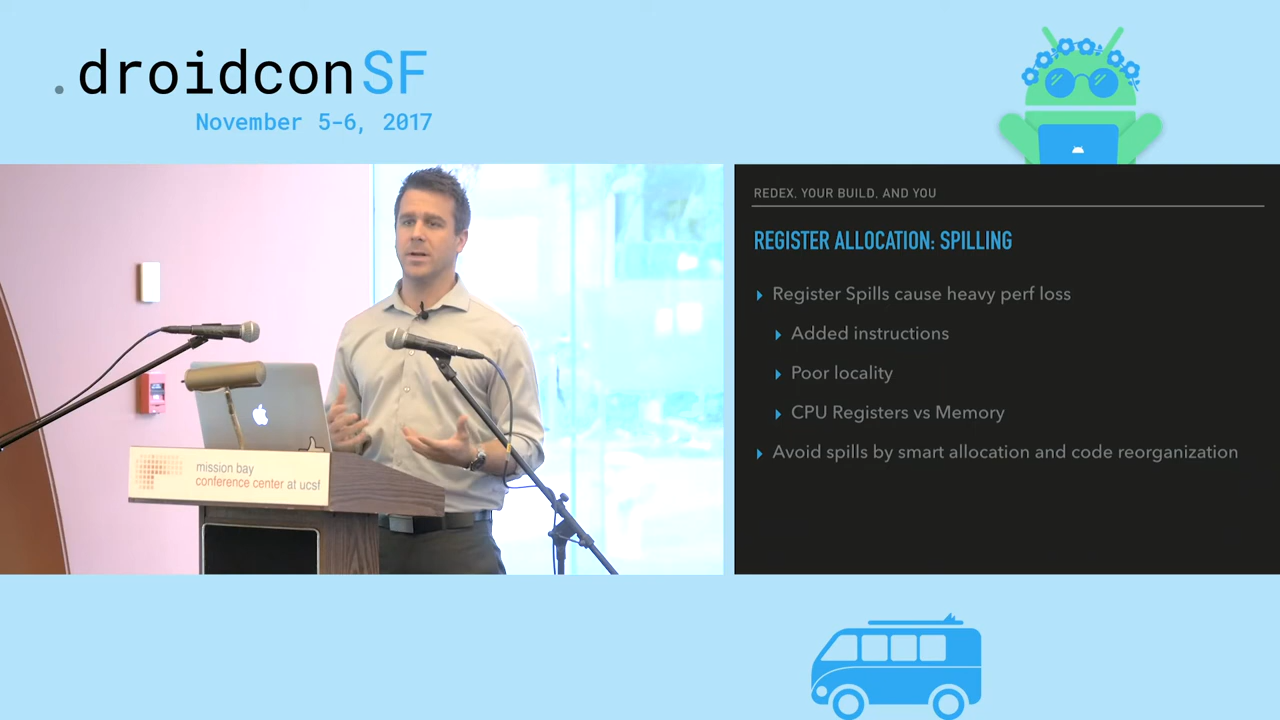 .droidconSF
November 5-6, 2017
REDEX, YOUR BUILD, AND YOU
REGISTER ALLOCATION: SPILLING
Register Spills cause heavy perf loss
Added instructions
Poor locality
CPU Registers vs Memory
Avoid spills by smart allocation and code reorganization
mission bay
conference center at ucsf